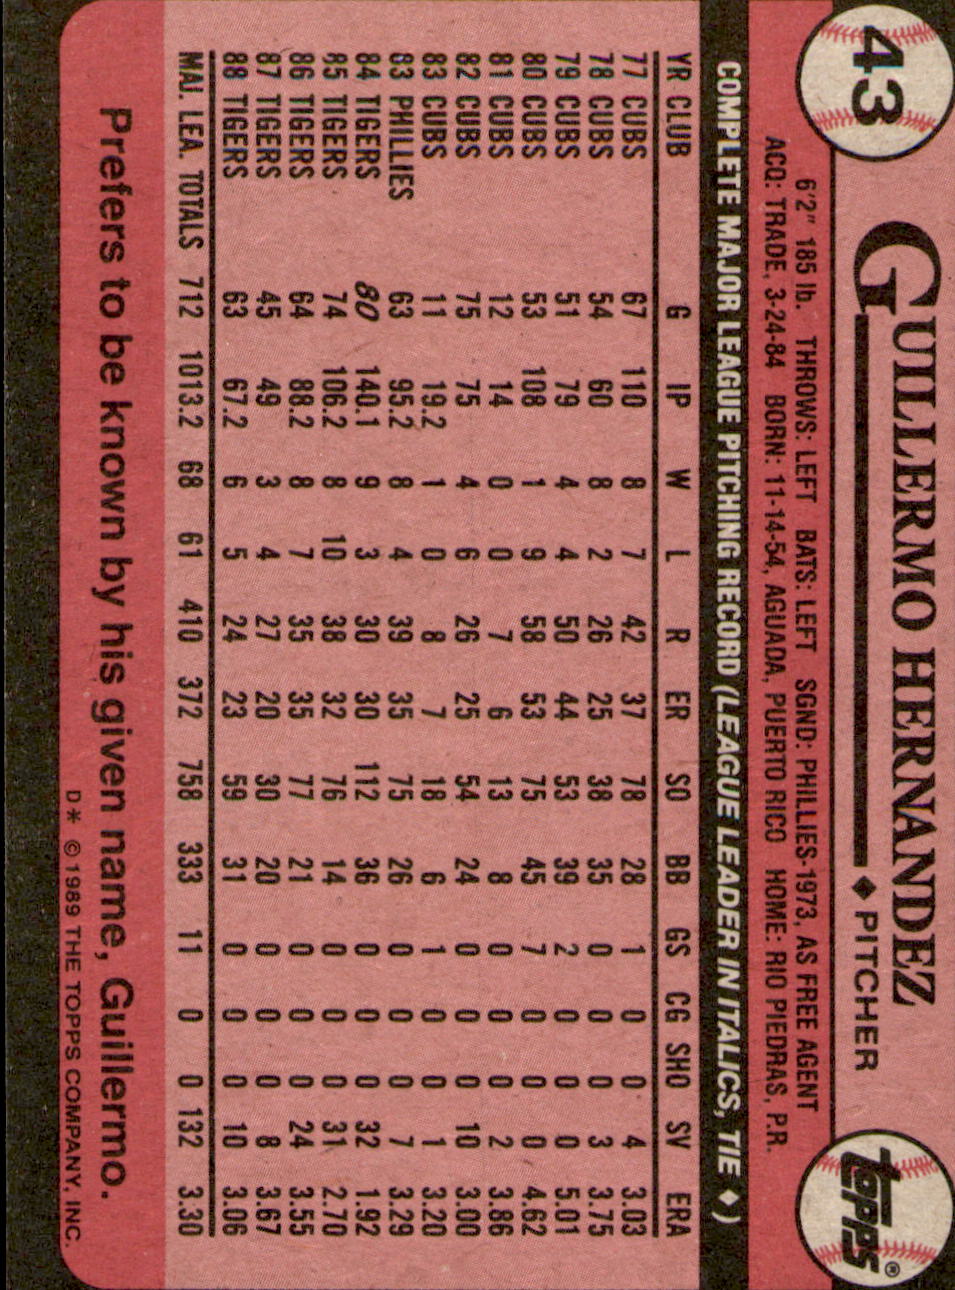 43
GUILLERMO HERNANDEZ
♦ PITCHER
TOPPS®
6'2" 185 lb. THROWS: LEFT BATS: LEFT SGND: PHILLIES-1973, AS FREE AGENT
ACQ: TRADE, 3-24-84 BORN: 11-14-54, AGUADA, PUERTO RICO HOME: RIO PIEDRAS, P.R.
COMPLETE MAJOR LEAGUE PITCHING RECORD (LEAGUE LEADER IN ITALICS, TIE ♦)
YR CLUB G IP W L R ER SO BB GS CG SHO SV ERA
77 CUBS 67 110 8 7 42 37 78 28 1 0 0 4 3.03
78 CUBS 54 60 8 2 26 25 38 35 0 0 0 3 3.75
79 CUBS 51 79 4 4 50 44 53 39 2 0 0 0 5.01
80 CUBS 53 108 1 9 58 53 75 45 7 0 0 0 4.62
81 CUBS 12 14 0 0 7 6 13 8 0 0 0 2 3.86
82 CUBS 75 75 4 6 26 25 54 24 0 0 0 10 3.00
83 CUBS 11 19.2 1 0 8 7 18 6 1 0 0 1 3.20
83 PHILLIES 63 95.2 8 4 39 35 75 26 0 0 0 7 3.29
84 TIGERS 80 140.1 9 3 30 30 112 36 0 0 0 32 1.92
85 TIGERS 74 106.2 8 10 38 32 76 14 0 0 0 31 2.70
86 TIGERS 64 88.2 8 7 35 35 77 21 0 0 0 24 3.55
87 TIGERS 45 49 3 4 27 20 30 20 0 0 0 8 3.67
88 TIGERS 63 67.2 6 5 24 23 59 31 0 0 0 10 3.06
MAJ. LEA. TOTALS 712 1013.2 68 61 410 372 758 333 11 0 0 132 3.30
Prefers to be known by his given name, Guillermo.
D* © 1989 THE TOPPS COMPANY, INC.